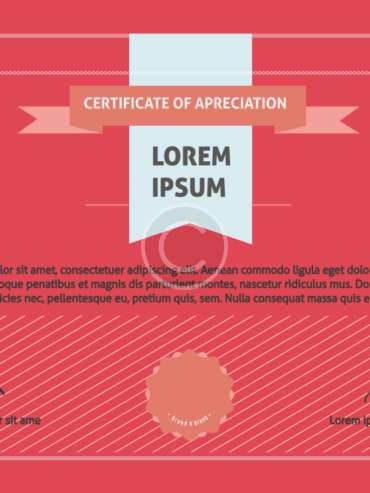 CERTIFICATE OF APRECIATION
LOREM
IPSUM
lor sit amet, consectetuer adipiscing elit. Aenean commodo ligula eget dolo
oque penatibus et magnis dis parturient montes, nascetur ridiculus mus. Do
icies nec, pellentesque eu, pretium quis, sem. Nulla consequat massa quis e
r sit ame
Lorem ip